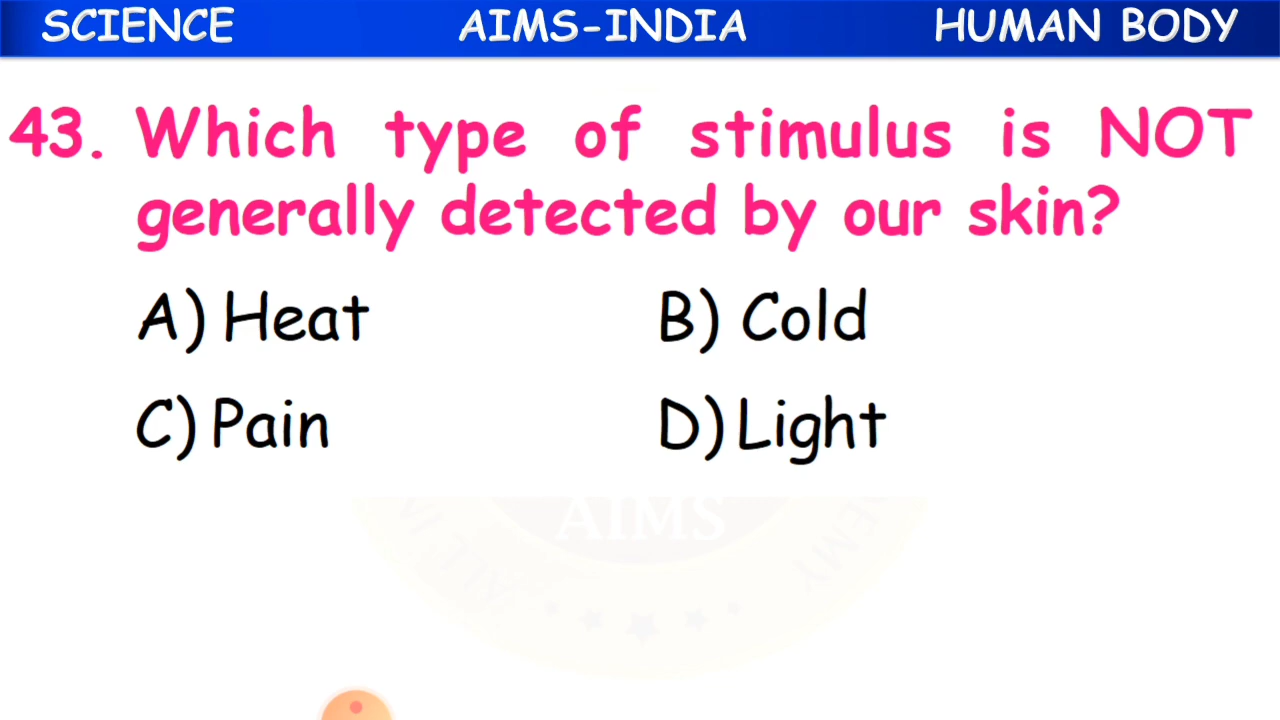 SCIENCE AIMS-INDIA HUMAN BODY
43. Which type of stimulus is NOT
generally detected by our skin?
A) Heat B) Cold
C) Pain D) Light
AIMS